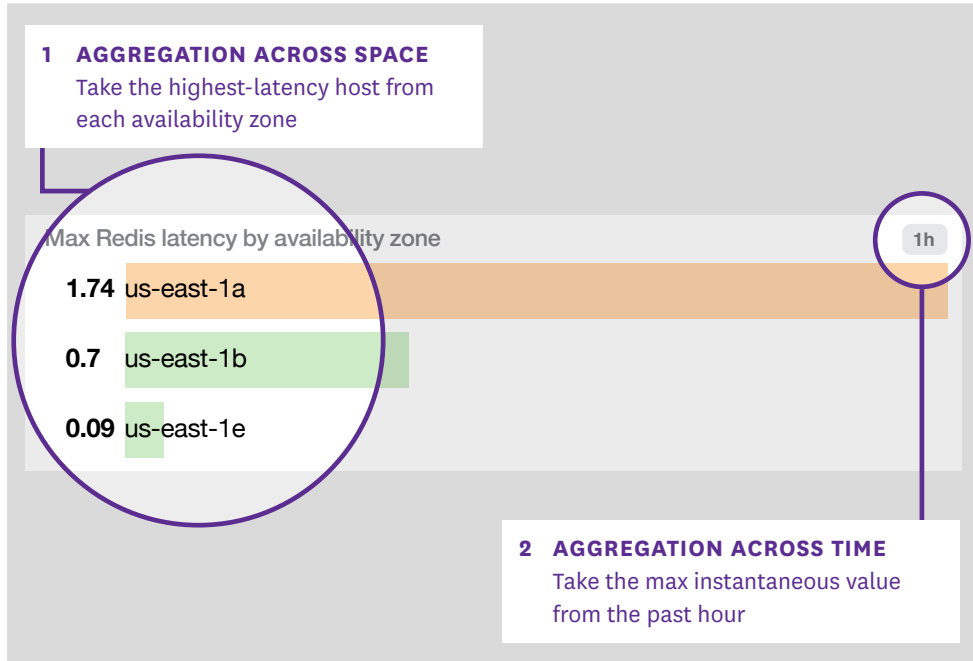 1 AGGREGATION ACROSS SPACE
Take the highest-latency host from
each availability zone
Max Redis latency by availability zone
1h
1.74 us-east-1a
0.7 us-east-1b
0.09 us-east-1e
2 AGGREGATION ACROSS TIME
Take the max instantaneous value
from the past hour